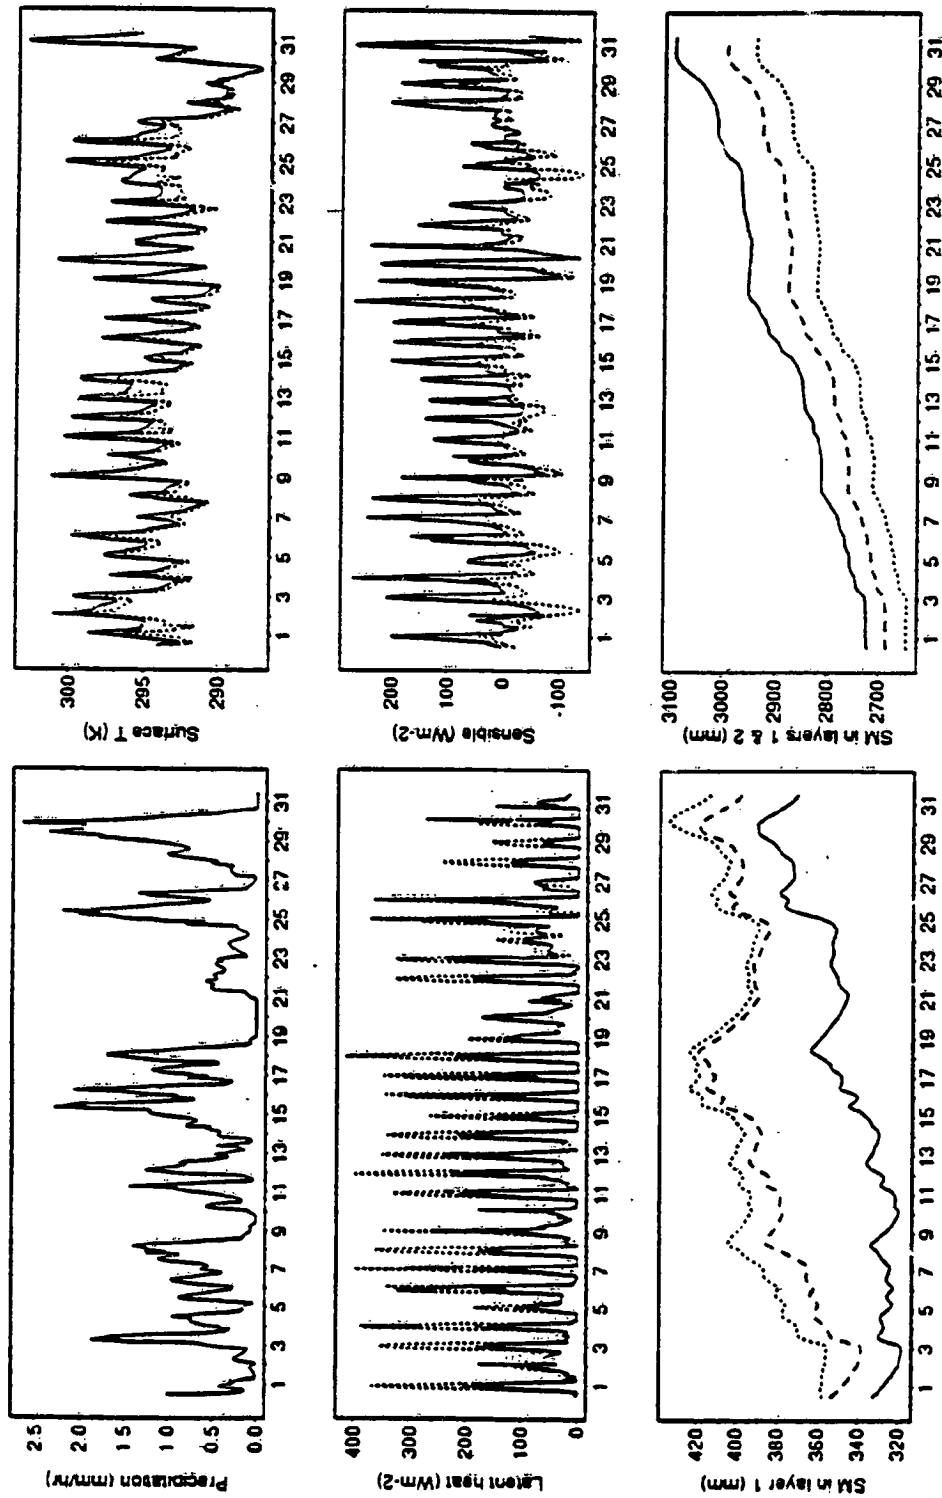 Precipitation (mm/hr)
2.5
2.0
1.5
1.0
0.5
0.0
1 3 5 7 9 11 13 15 17 19 21 23 25 27 29 31
Surface T (K)
300
295
290
1 3 5 7 9 11 13 15 17 19 21 23 25 27 29 31
Latent heat (Wm-2)
400
300
200
100
0
1 3 5 7 9 11 13 15 17 19 21 23 25 27 29 31
Sensible (Wm-2)
200
100
0
-100
1 3 5 7 9 11 13 15 17 19 21 23 25 27 29 31
SM in layer 1 (mm)
420
400
360
340
320
1 3 5 7 9 11 13 15 17 19 21 23 25 27 29 31
SM in layers 1 & 2 (mm)
3100
3000
2900
2800
2700
1 3 5 7 9 11 13 15 17 19 21 23 25 27 29 31